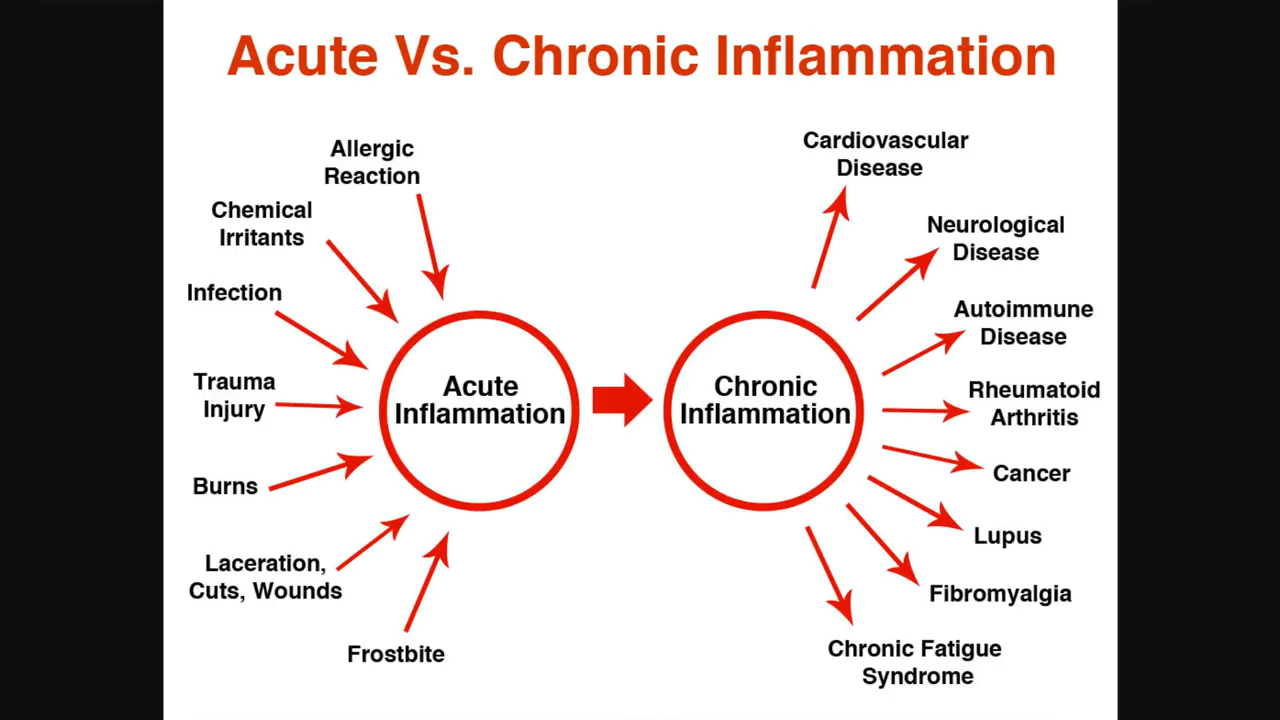 Acute Vs. Chronic Inflammation
Allergic
Reaction
Chemical
Irritants
Infection
Trauma
Injury
Burns
Laceration,
Cuts, Wounds
Frostbite
Acute
Inflammation
Chronic
Inflammation
Cardiovascular
Disease
Neurological
Disease
Autoimmune
Disease
Rheumatoid
Arthritis
Cancer
Lupus
Fibromyalgia
Chronic Fatigue
Syndrome